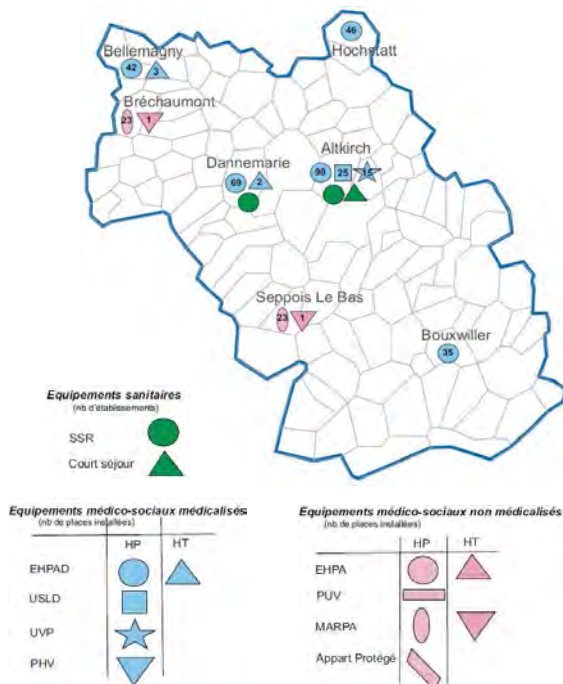 46
Hochstatt
Bellemagny
42 3
Bréchaumont
23 1
Altkirch
Dannemarie
98 25 15
69 2
Seppois Le Bas
23 1
Bouxwiller
35
Equipements sanitaires
(nb d'établissements)
SSR
Court séjour
Equipements médico-sociaux médicalisés
(nb de places installées)
HP HT
EHPAD
USLD
UVP
PHV
Equipements médico-sociaux non médicalisés
(nb de places installées)
HP HT
EHPA
PUV
MARPA
Appart Protégé